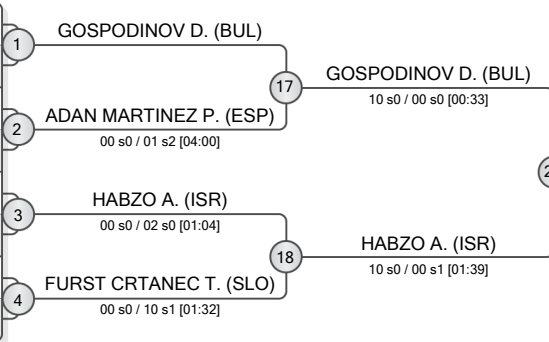 1
GOSPODINOV D. (BUL)
17
GOSPODINOV D. (BUL)
10 s0 / 00 s0 [00:33]
2
ADAN MARTINEZ P. (ESP)
00 s0 / 01 s2 [04:00]
3
HABZO A. (ISR)
00 s0 / 02 s0 [01:04]
18
HABZO A. (ISR)
10 s0 / 00 s1 [01:39]
4
FURST CRTANEC T. (SLO)
00 s0 / 10 s1 [01:32]